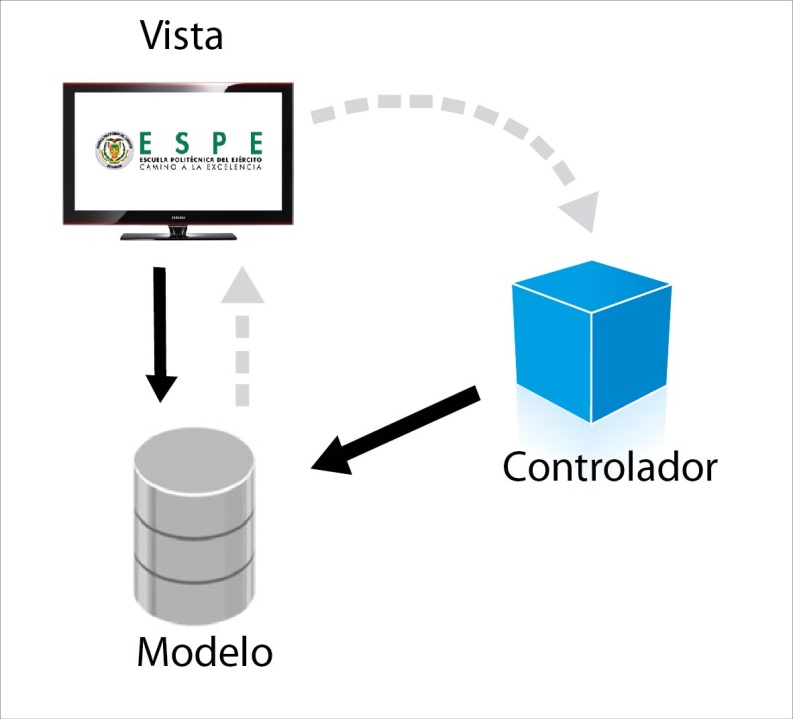 Vista
E S P E
ESCUELA POLITÉCNICA DEL EJÉRCITO
CAMINO A LA EXCELENCIA
Controlador
Modelo